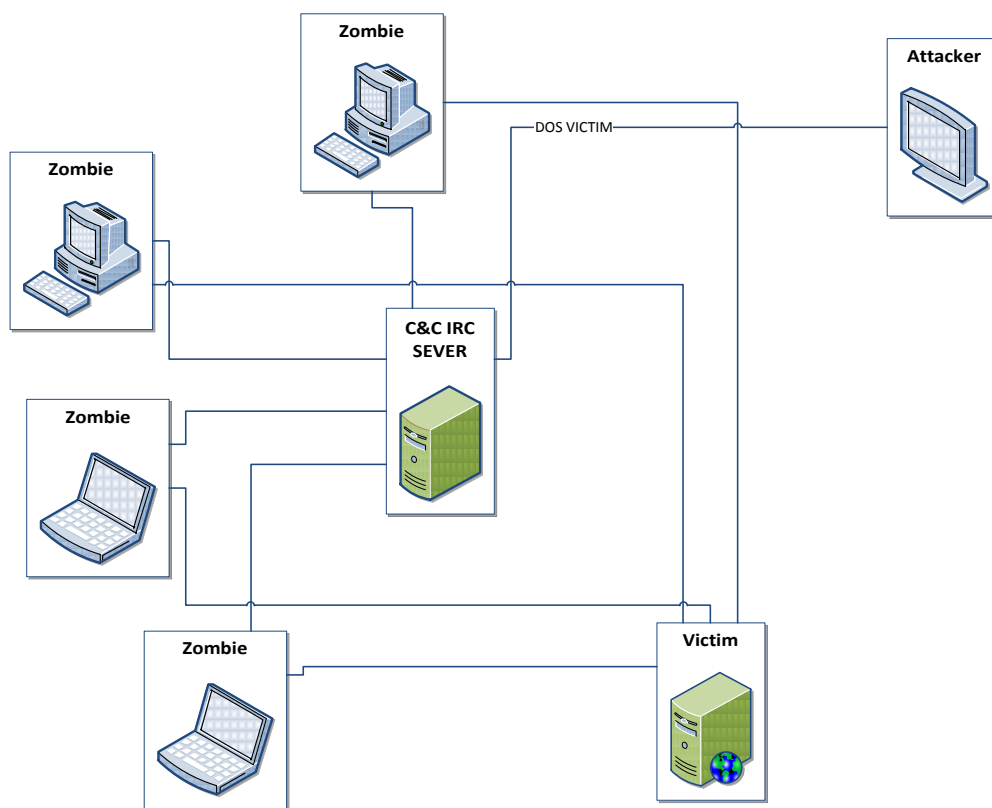 Zombie
Attacker
DOS VICTIM
Zombie
C&C IRC
SEVER
Zombie
Zombie
Victim